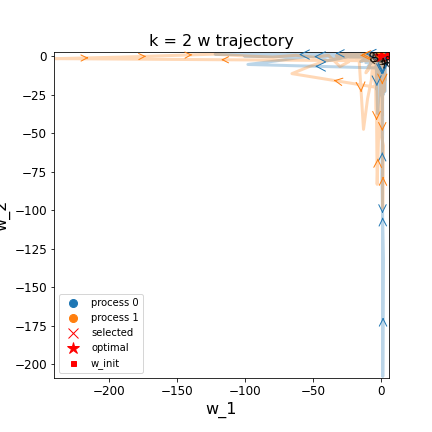 k = 2 w trajectory
0
−25
−50
−75
−100
−125
−150
−175
−200
w_2
process 0
process 1
selected
optimal
w_init
−200 −150 −100 −50 0
w_1